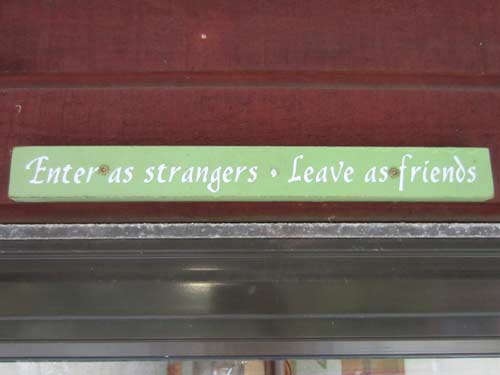 Enter as strangers • Leave as friends